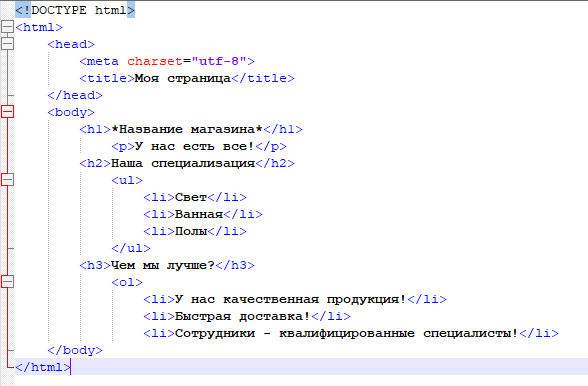 <!DOCTYPE html>
<html>
<head>
<meta charset="utf-8">
<title>Моя страница</title>
</head>
<body>
<h1>*Название магазина*</h1>
<p>У нас есть все!</p>
<h2>Наша специализация</h2>
<ul>
<li>Свет</li>
<li>Ванная</li>
<li>Полы</li>
</ul>
<h3>Чем мы лучше?</h3>
<ol>
<li>У нас качественная продукция!</li>
<li>Быстрая доставка!</li>
<li>Сотрудники - квалифицированные специалисты!</li>
</body>
</html>